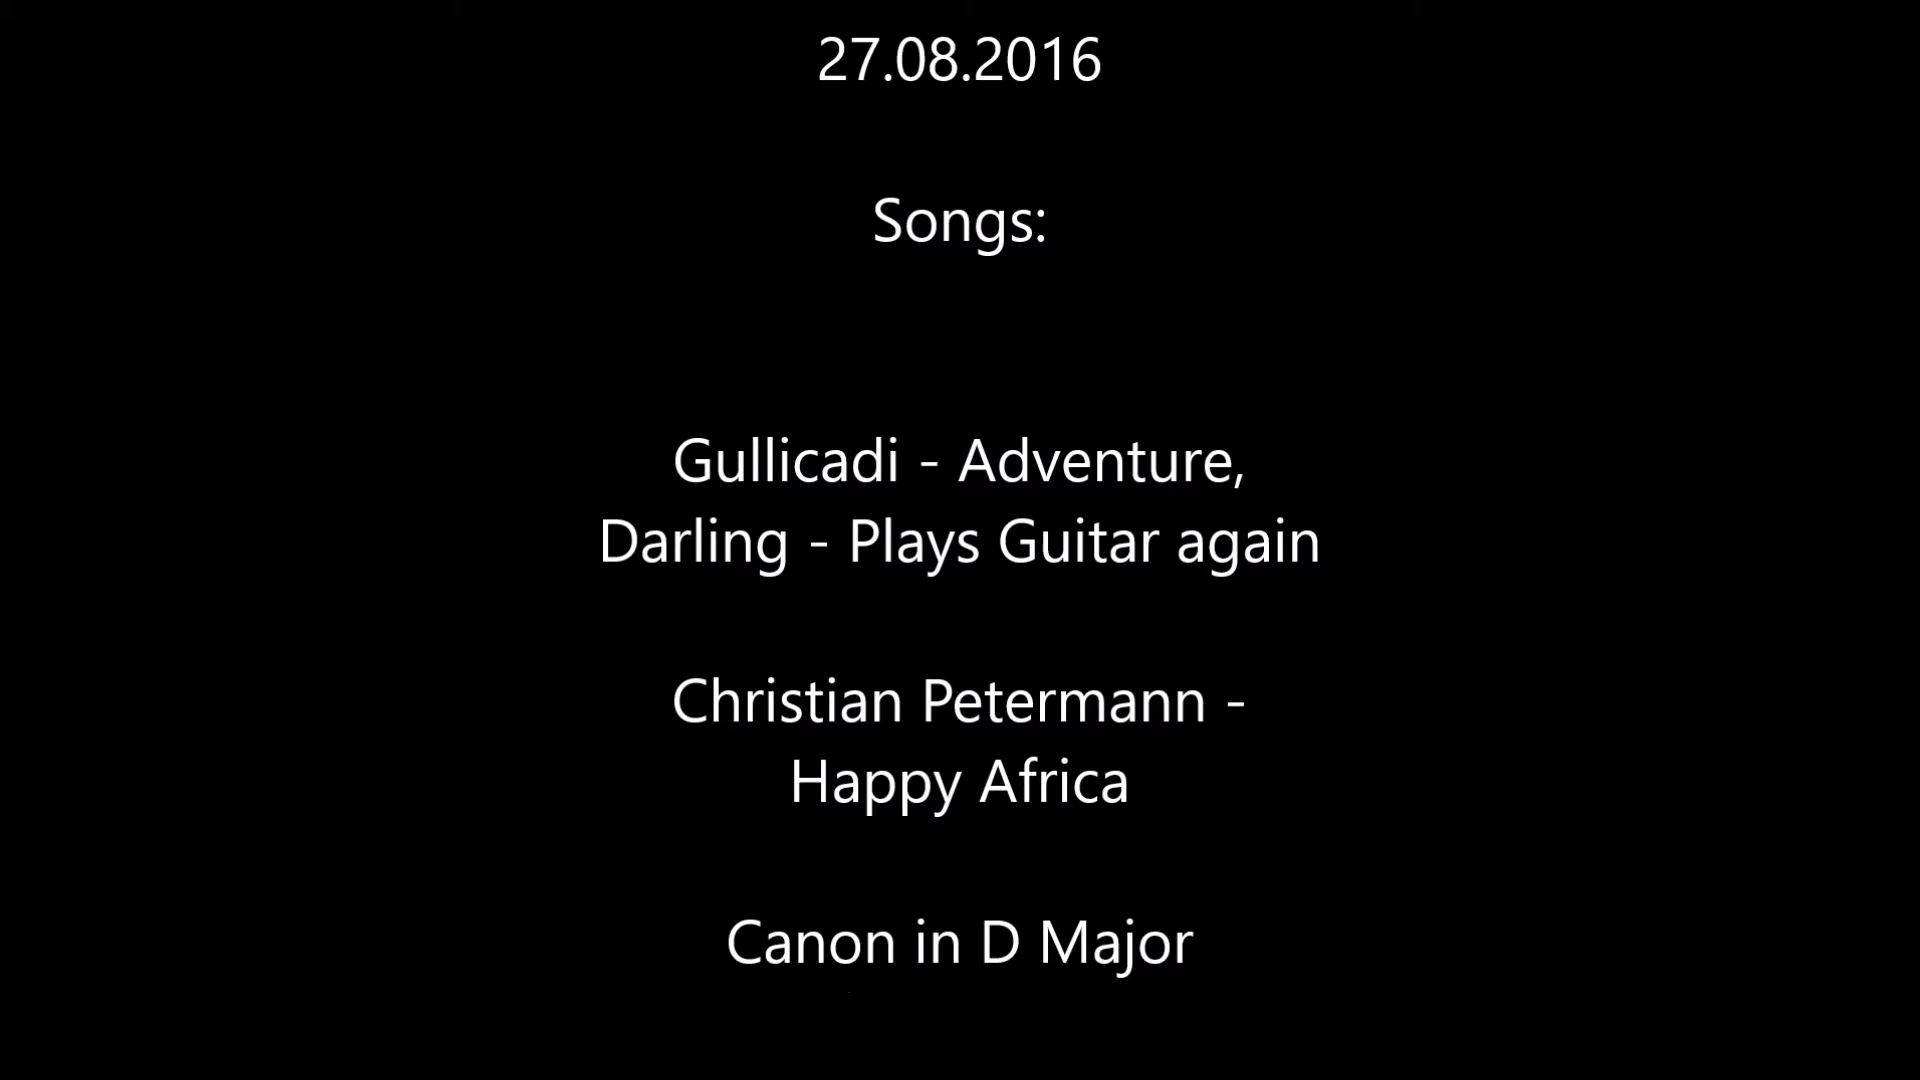 27.08.2016
Songs:
Gullicadi - Adventure,
Darling - Plays Guitar again
Christian Petermann -
Happy Africa
Canon in D Major